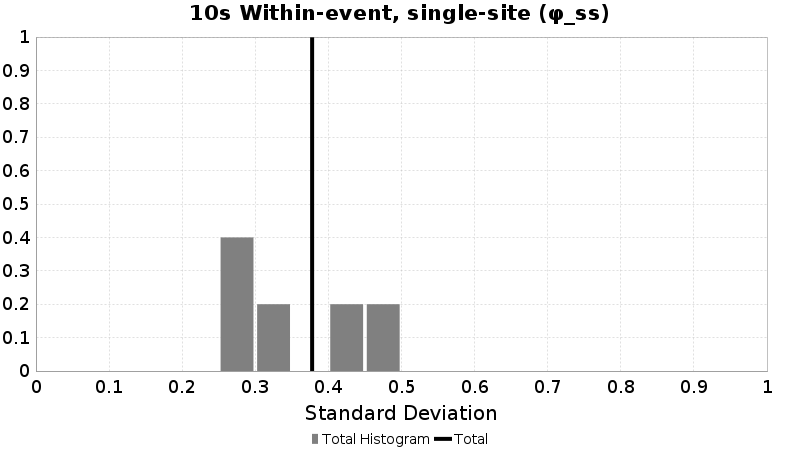 10s Within-event, single-site (φ_ss)
1
0.9
0.8
0.7
0.6
0.5
0.4
0.3
0.2
0.1
0
0 0.1 0.2 0.3 0.4 0.5 0.6 0.7 0.8 0.9 1
Standard Deviation
Total Histogram Total